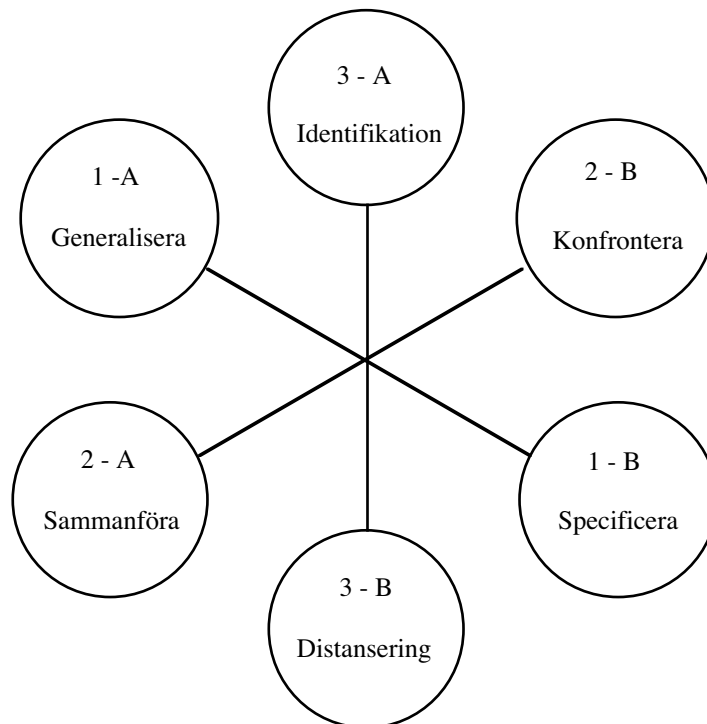 3 - A
Identifikation
1 -A
Generalisera
2 - B
Konfrontera
2 - A
Sammanföra
1 - B
Specificera
3 - B
Distansering